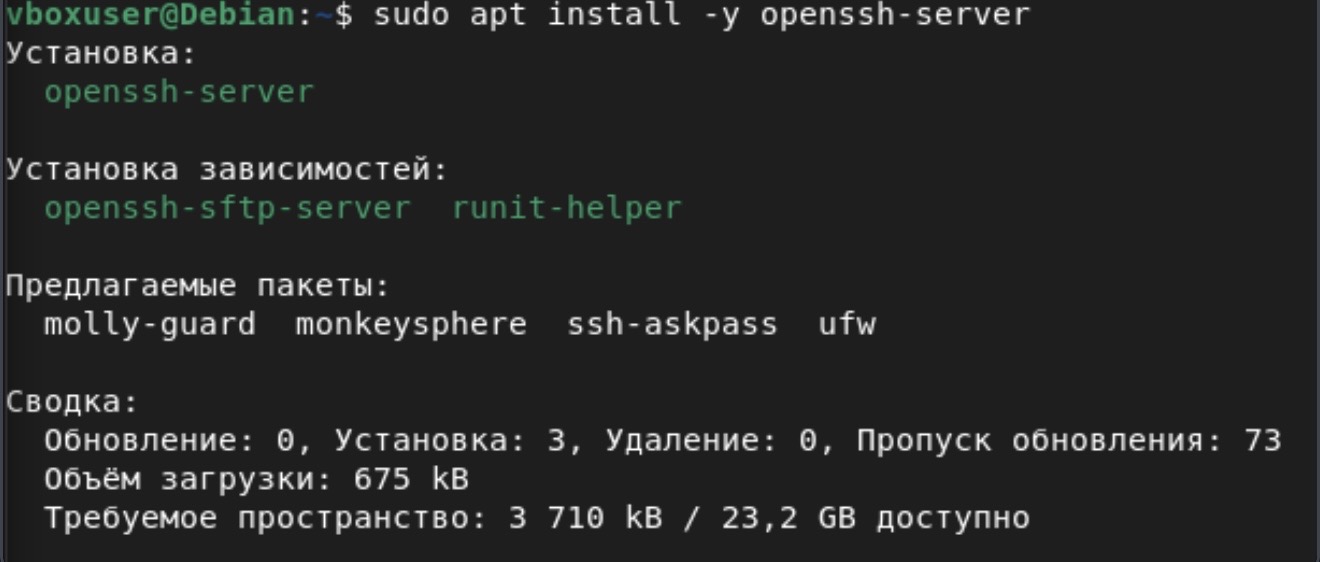 vboxuser@Debian:~$ sudo apt install -y openssh-server
Установка:
openssh-server
Установка зависимостей:
openssh-sftp-server runit-helper
Предлагаемые пакеты:
molly-guard monkeysphere ssh-askpass ufw
Сводка:
Обновление: 0, Установка: 3, Удаление: 0, Пропуск обновления: 73
Объём загрузки: 675 kB
Требуемое пространство: 3 710 kB / 23,2 GB доступно